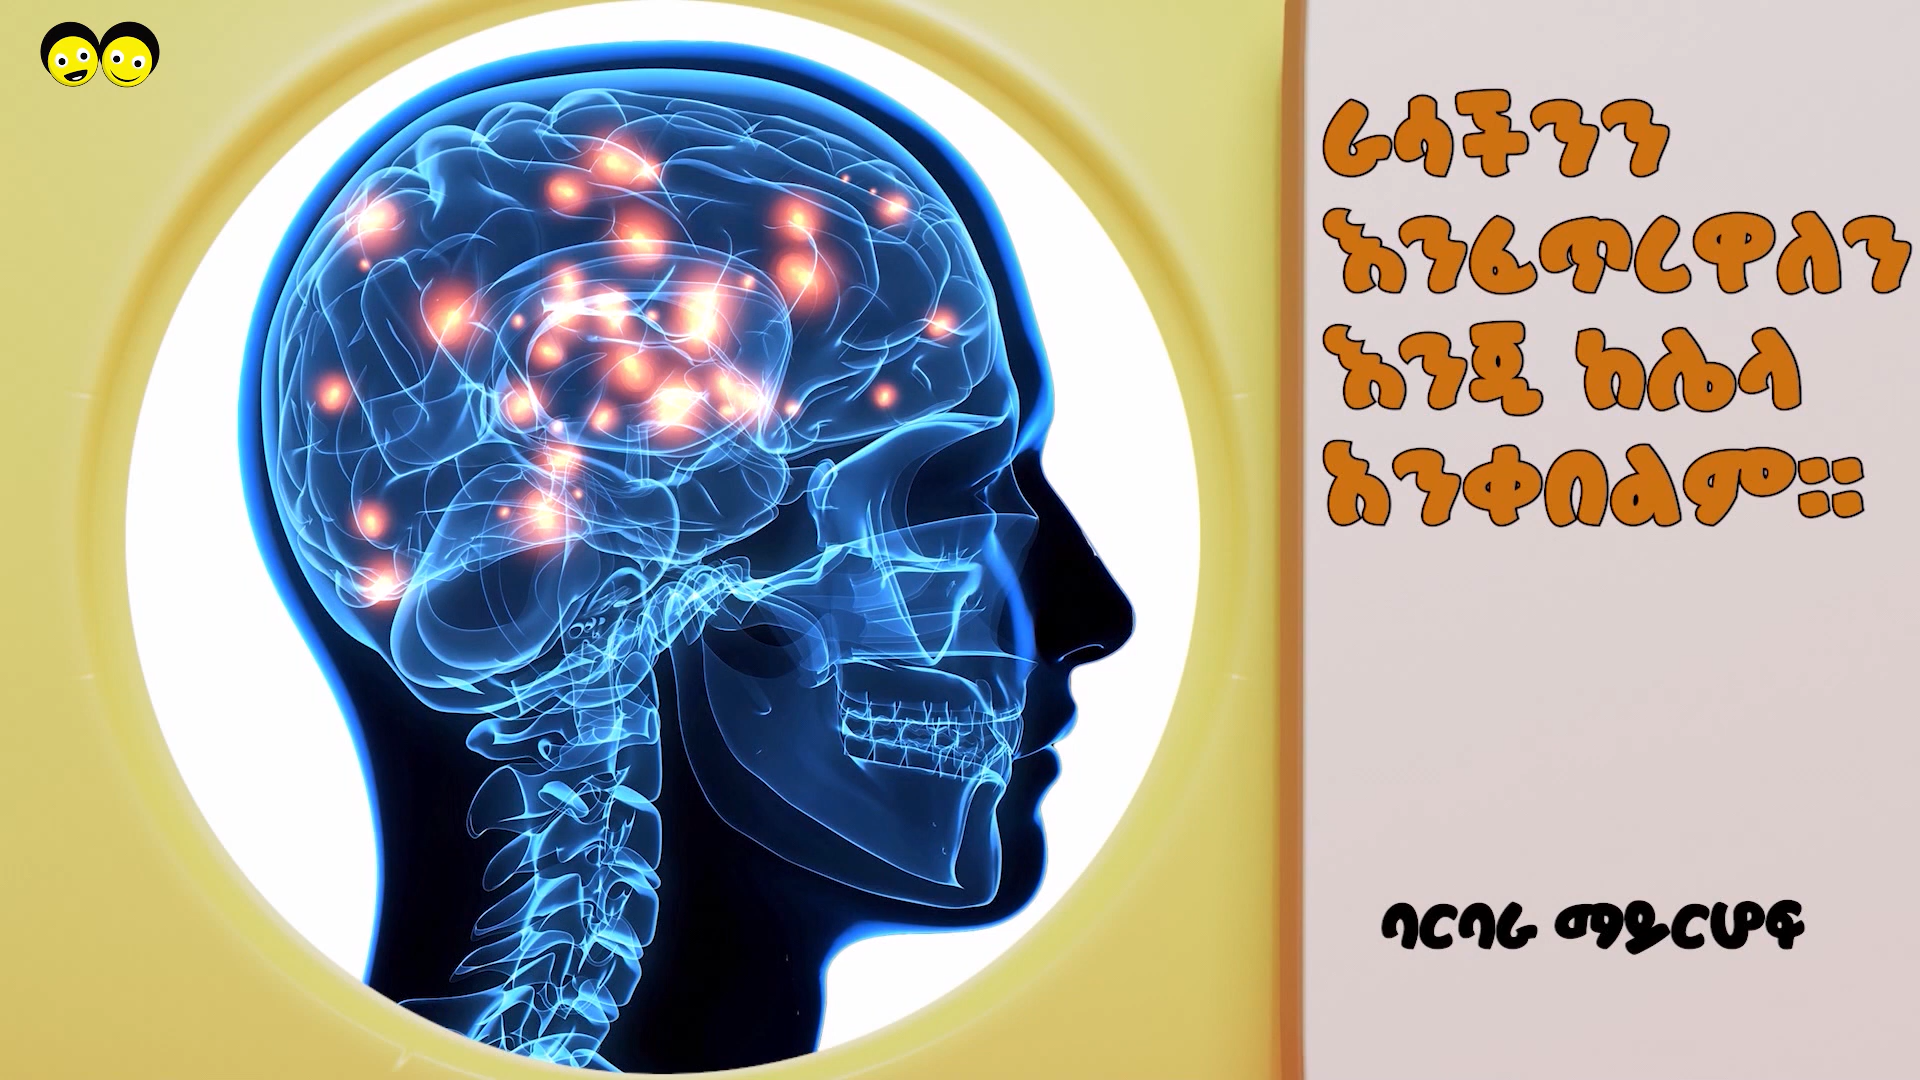 ራሳችንን
እንፈጥረዋለን
እንጂ ከሌላ
አንቀበልም።
ባርባራ ማይርሆፍ